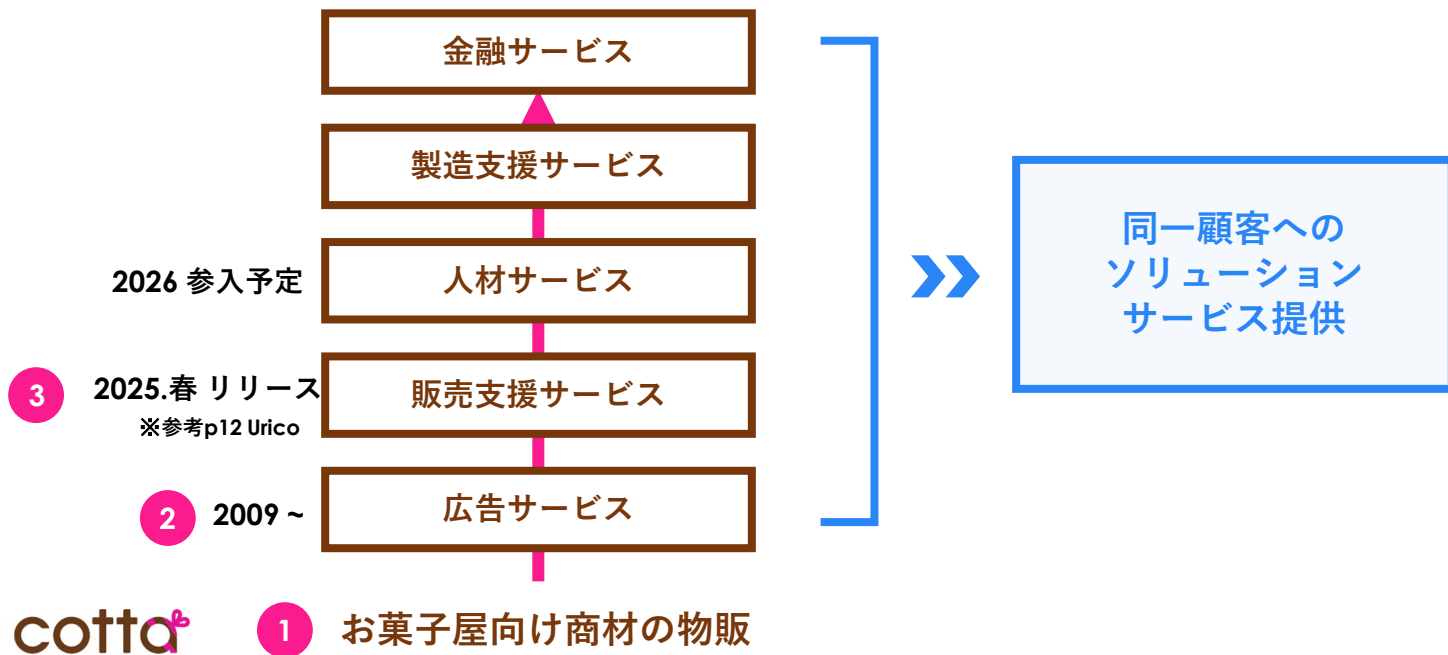 金融サービス
製造支援サービス
2026 参入予定
人材サービス
同一顧客への
ソリューション
サービス提供
3
2025.春 リリース
※参考p12 Urico
販売支援サービス
2
2009 ~
広告サービス
cotta
1
お菓子屋向け商材の物販